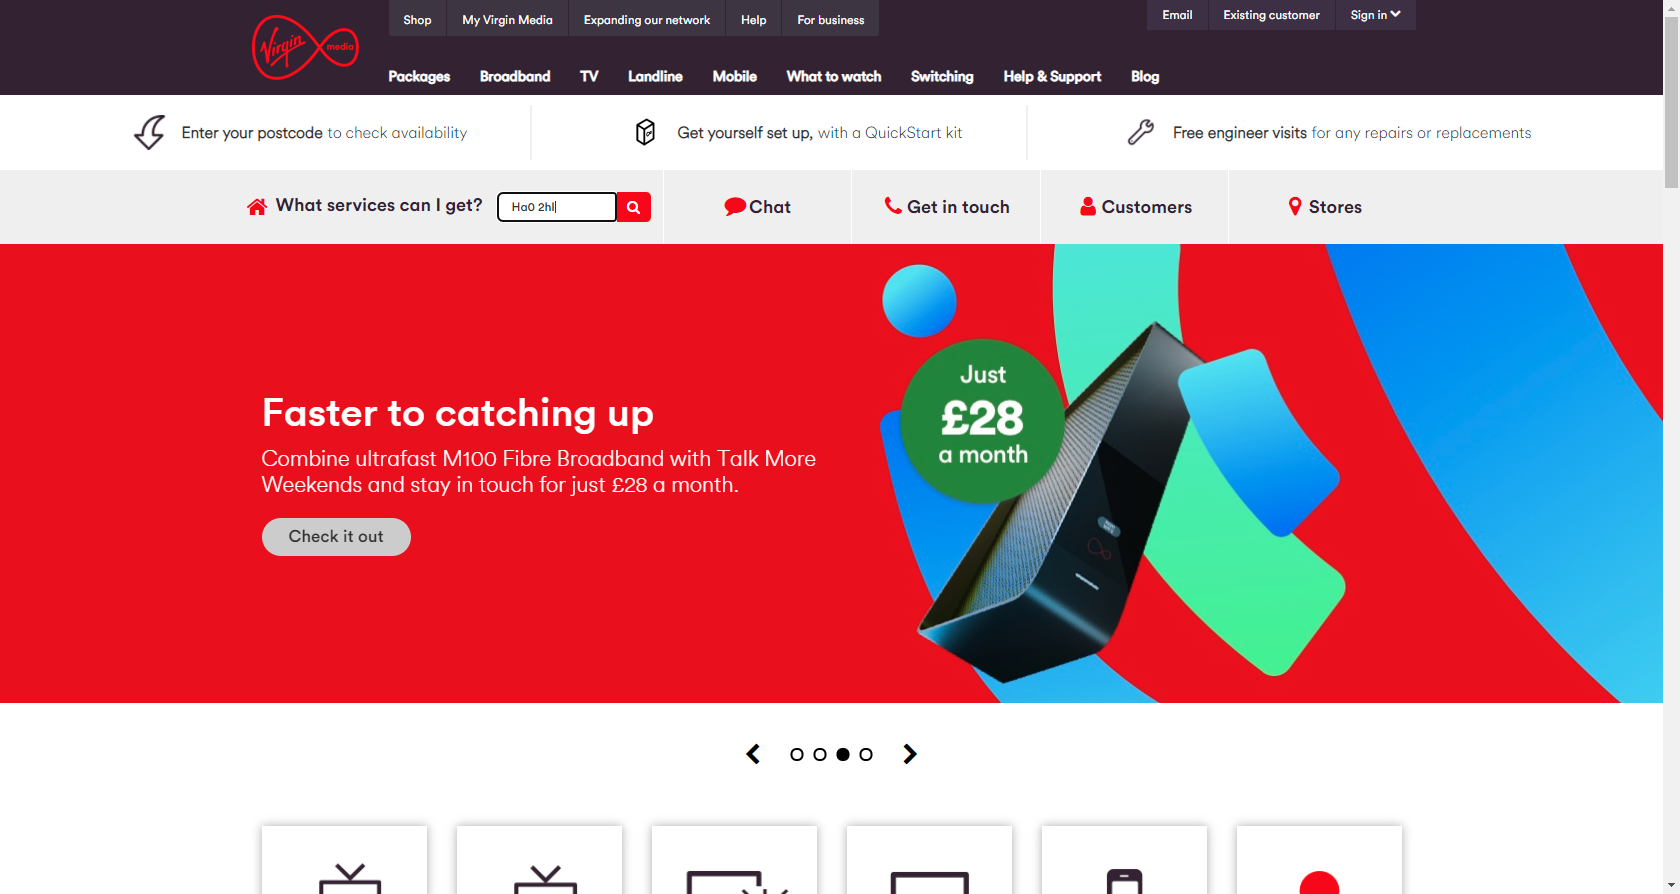 Shop My Virgin Media Expanding our network Help For business
Email Existing customer Sign in
Virgin media
Packages Broadband TV Landline Mobile What to watch Switching Help & Support Blog
Enter your postcode to check availability
Get yourself set up, with a QuickStart kit
Free engineer visits for any repairs or replacements
What services can I get? Ha0 2hl
Chat
Get in touch
Customers
Stores
Just
£28
a month
Faster to catching up
Combine ultrafast M100 Fibre Broadband with Talk More
Weekends and stay in touch for just £28 a month.
Check it out